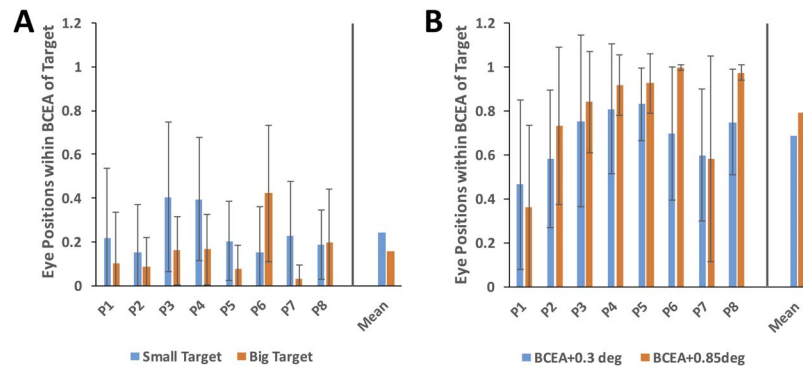 A
Eye Positions wihin BCEA of Target
1.2
1
0.8
0.6
0.4
0.2
0
P1 P2 P3 P4 P5 P6 P7 P8 Mean
Small Target Big Target
B
Eye Positions within BCEA of Target
1.2
1
0.8
0.6
0.4
0.2
0
P1 P2 P3 P4 P5 P6 P7 P8 Mean
BCEA+0.3 deg BCEA+0.85deg